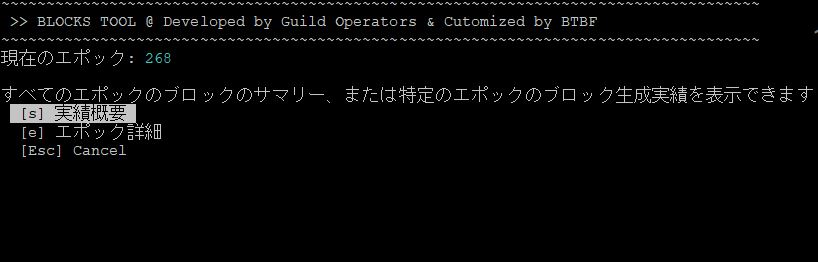 ~~~~~~~~~~~~~~~~~~~~~~~~~~~~~~~~~~~~~~~~~~~~~~~~~~~~~~~~~~~~~~~~~~~~~~~~~~~~~~~~~~~~
>> BLOCKS TOOL @ Developed by Guild Operators & Cutomized by BTBF
~~~~~~~~~~~~~~~~~~~~~~~~~~~~~~~~~~~~~~~~~~~~~~~~~~~~~~~~~~~~~~~~~~~~~~~~~~~~~~~~~~~~
現在のエポック: 268
すべてのエポックのブロックのサマリー、または特定のエポックのブロック生成実績を表示できます
[s] 実績概要
[e] エポック詳細
[Esc] Cancel